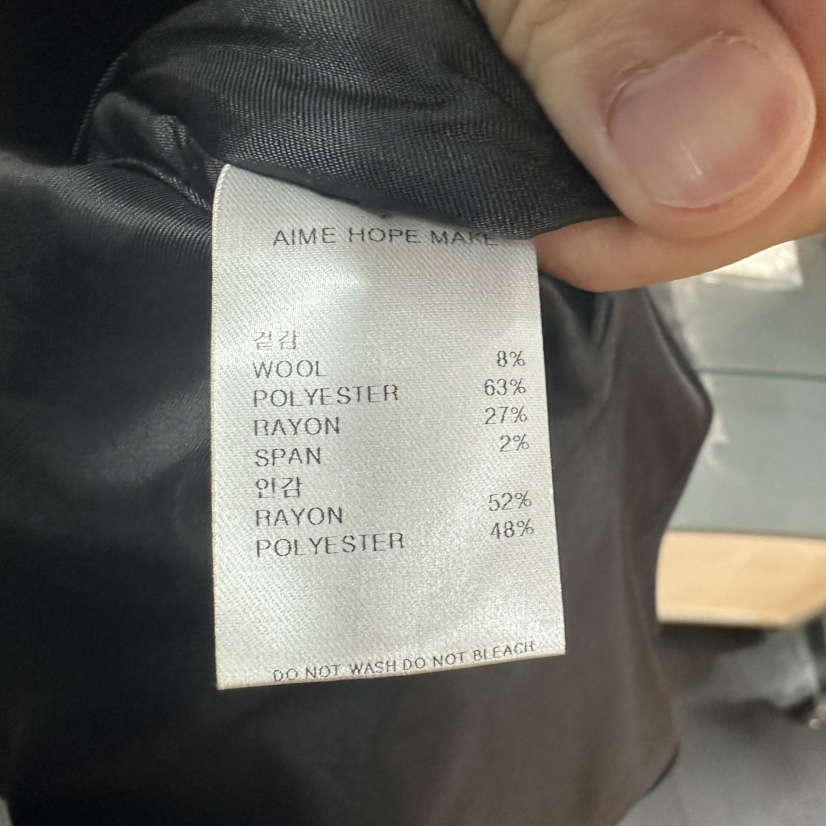 AIME HOPE MAKE
겉감
WOOL 8%
POLYESTER 63%
RAYON 27%
SPAN 2%
안감
RAYON 52%
POLYESTER 48%
DO NOT WASH DO NOT BLEACH